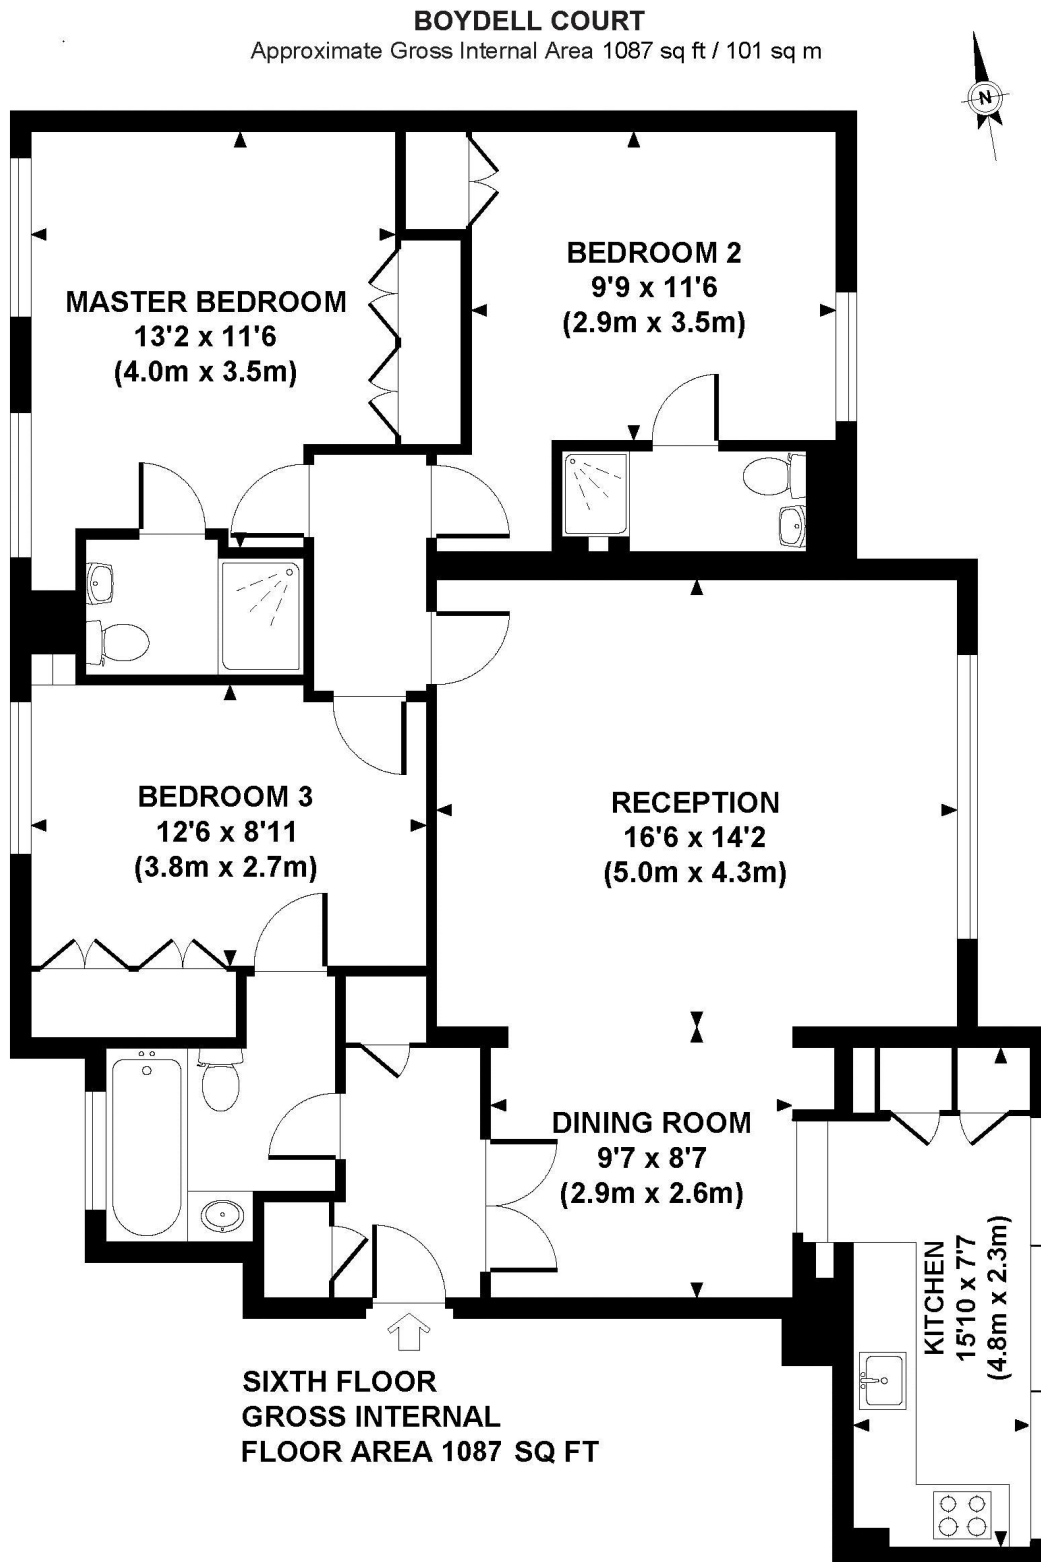 BOYDELL COURT
Approximate Gross Internal Area 1087 sq ft / 101 sq m
N
MASTER BEDROOM
13'2 x 11'6
(4.0m x 3.5m)
BEDROOM 2
9'9 x 11'6
(2.9m x 3.5m)
BEDROOM 3
12'6 x 8'11
(3.8m x 2.7m)
RECEPTION
16'6 x 14'2
(5.0m x 4.3m)
DINING ROOM
9'7 x 8'7
(2.9m x 2.6m)
KITCHEN
15'10 x 7'7
(4.8m x 2.3m)
SIXTH FLOOR
GROSS INTERNAL
FLOOR AREA 1087 SQ FT